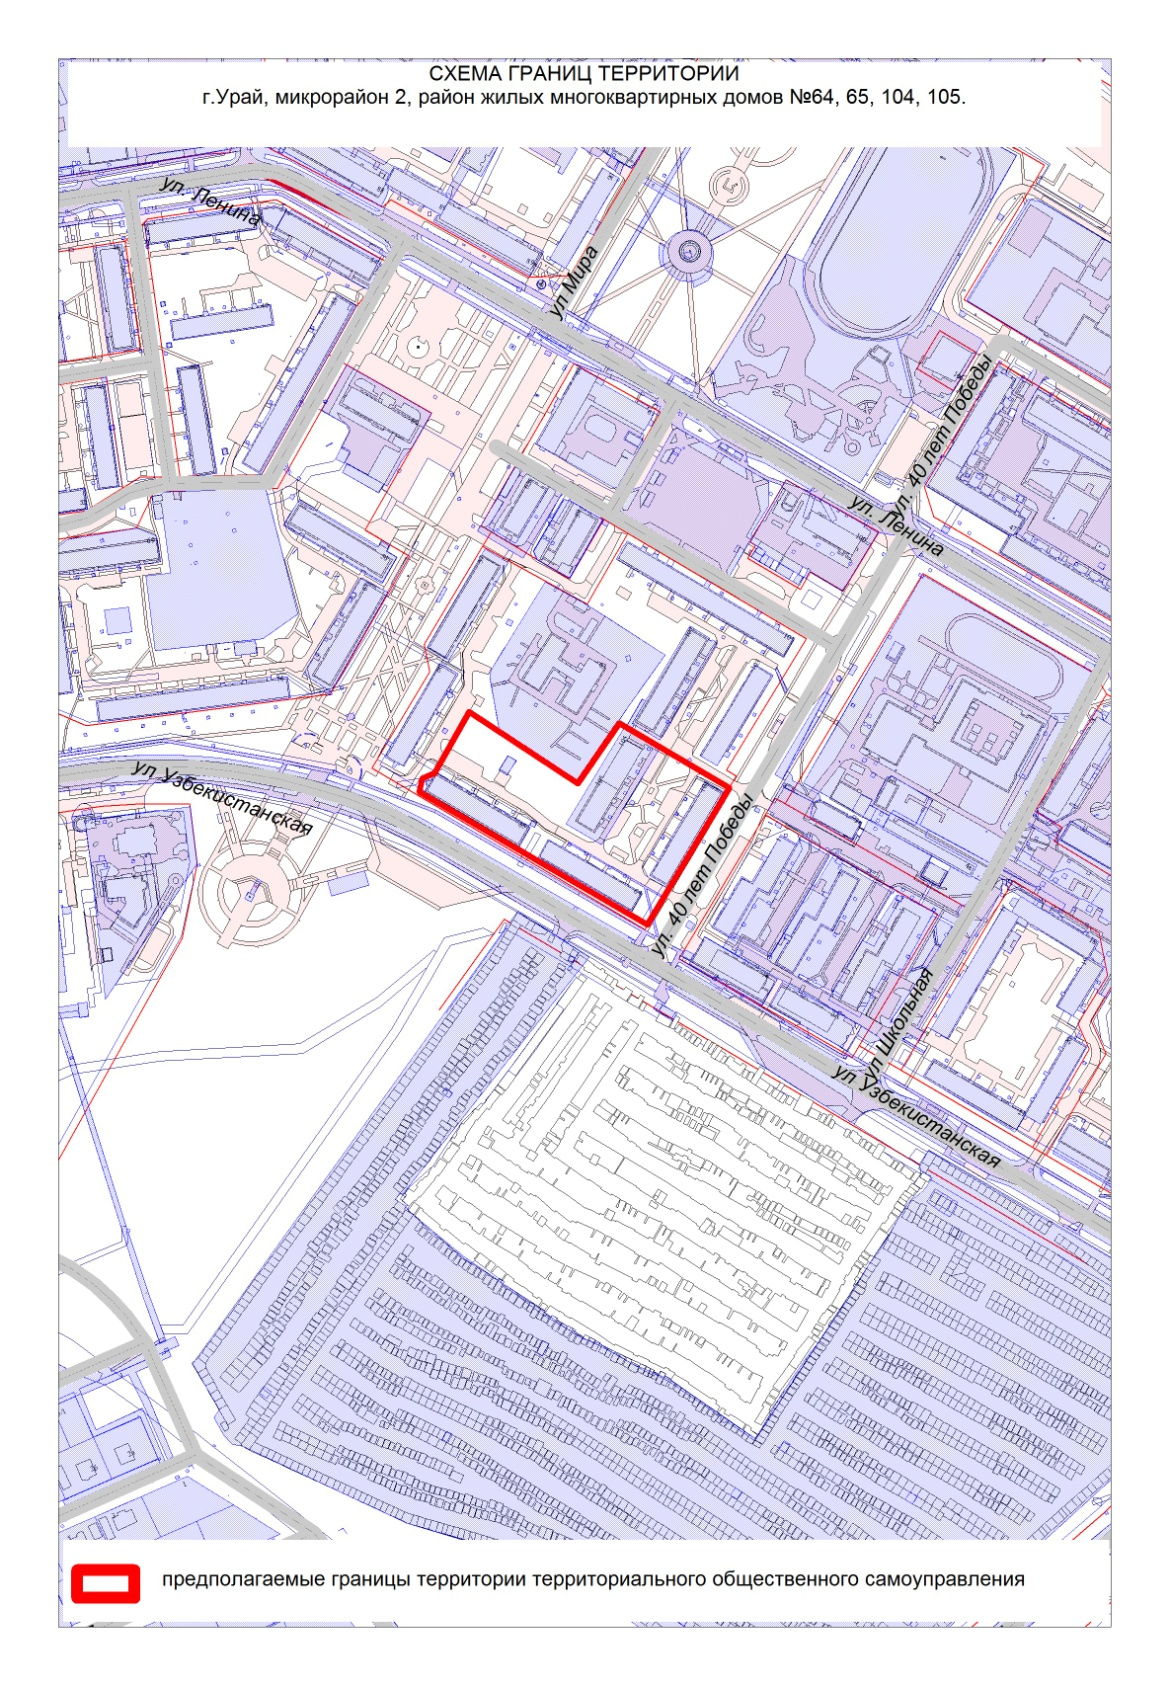 СХЕМА ГРАНИЦ ТЕРРИТОРИИ
г.Урай, микрорайон 2, район жилых многоквартирных домов №64, 65, 104, 105.
ул. Ленина
ул Мира
ул. 40 лет Победы
ул. Ленина
ул Узбекистанская
ул. 40 лет Победы
ул Школьная
ул Узбекистанская
предполагаемые границы территории территориального общественного самоуправления